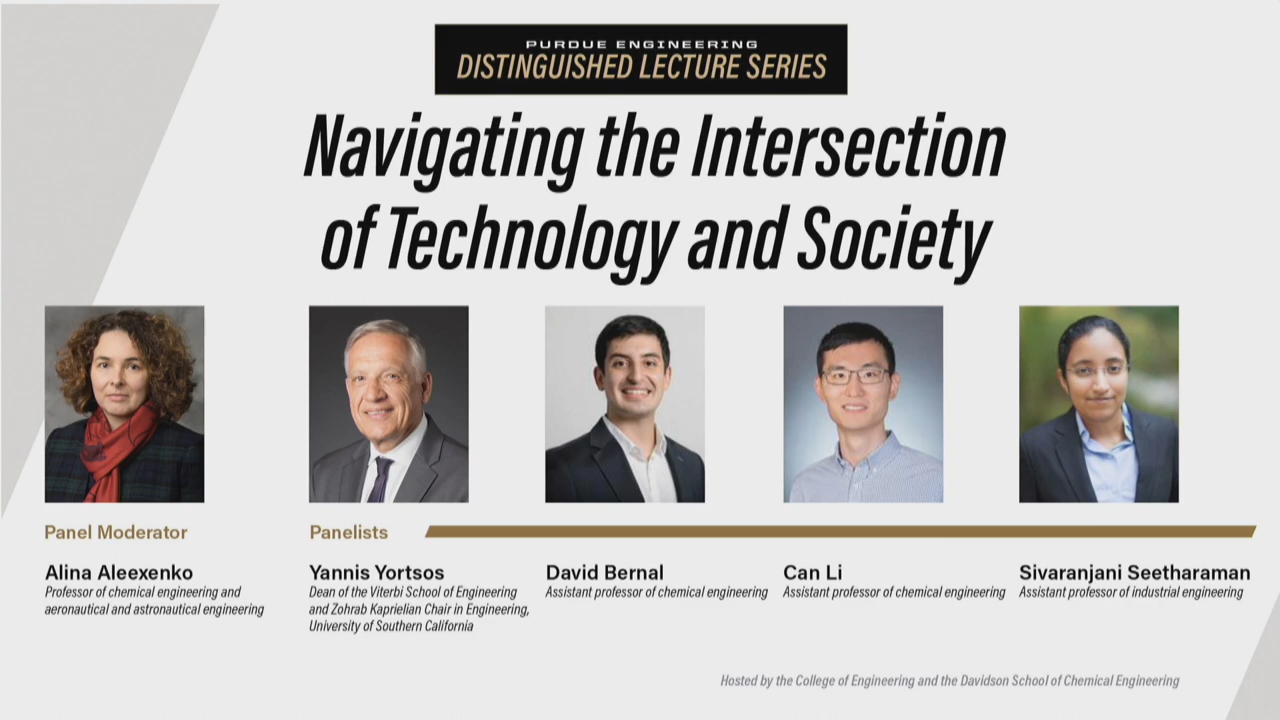 PURDUE ENGINEERING
DISTINGUISHED LECTURE SERIES
Navigating the Intersection
of Technology and Society
Panel Moderator
Alina Aleexenko
Professor of chemical engineering and
aeronautical and astronautical engineering
Panelists
Yannis Yortsos
Dean of the Viterbi School of Engineering
and Zohrab Kaprielian Chair in Engineering,
University of Southern California
David Bernal
Assistant professor of chemical engineering
Can Li
Assistant professor of chemical engineering
Sivaranjani Seetharaman
Assistant professor of industrial engineering
Hosted by the College of Engineering and the Davidson School of Chemical Engineering